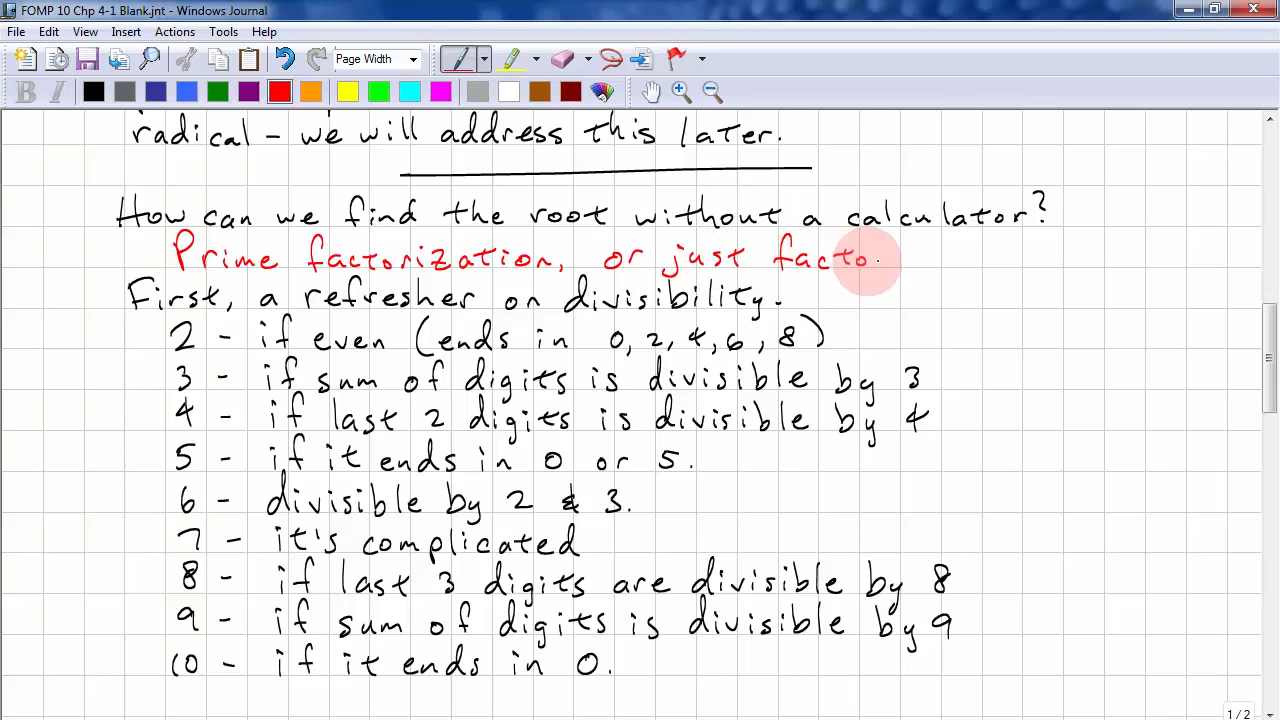 FOMP 10 Chp 4-1 Blank.jnt - Windows Journal
File Edit View Insert Actions Tools Help
Page Width
B I
radical - we will address this later.
How can we find the root without a calculator?
Prime factorization, or just facto
First, a refresher on divisibility.
2 - if even (ends in 0, 2, 4, 6, 8)
3 - if sum of digits is divisible by 3
4 - if last 2 digits is divisible by 4
5 - if it ends in 0 or 5.
6 - divisible by 2 & 3.
7 - it's complicated
8 - if last 3 digits are divisible by 8
9 - if sum of digits is divisible by 9
10 - if it ends in 0.
1 / 2